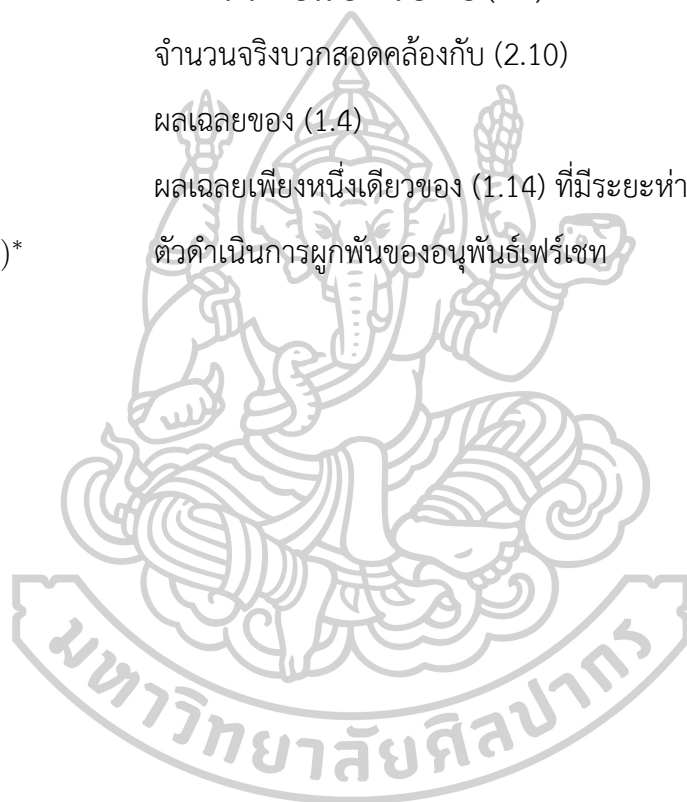 จำนวนจริงบวกสอดคล้องกับ (2.10)
ผลเฉลยของ (1.4)
ผลเฉลยเพียงหนึ่งเดียวของ (1.14) ที่มีระยะห่า
)* ตัวดำเนินการผูกพันของอนุพันธ์เฟร์เชท
มหาวิทยาลัยศิลปากร